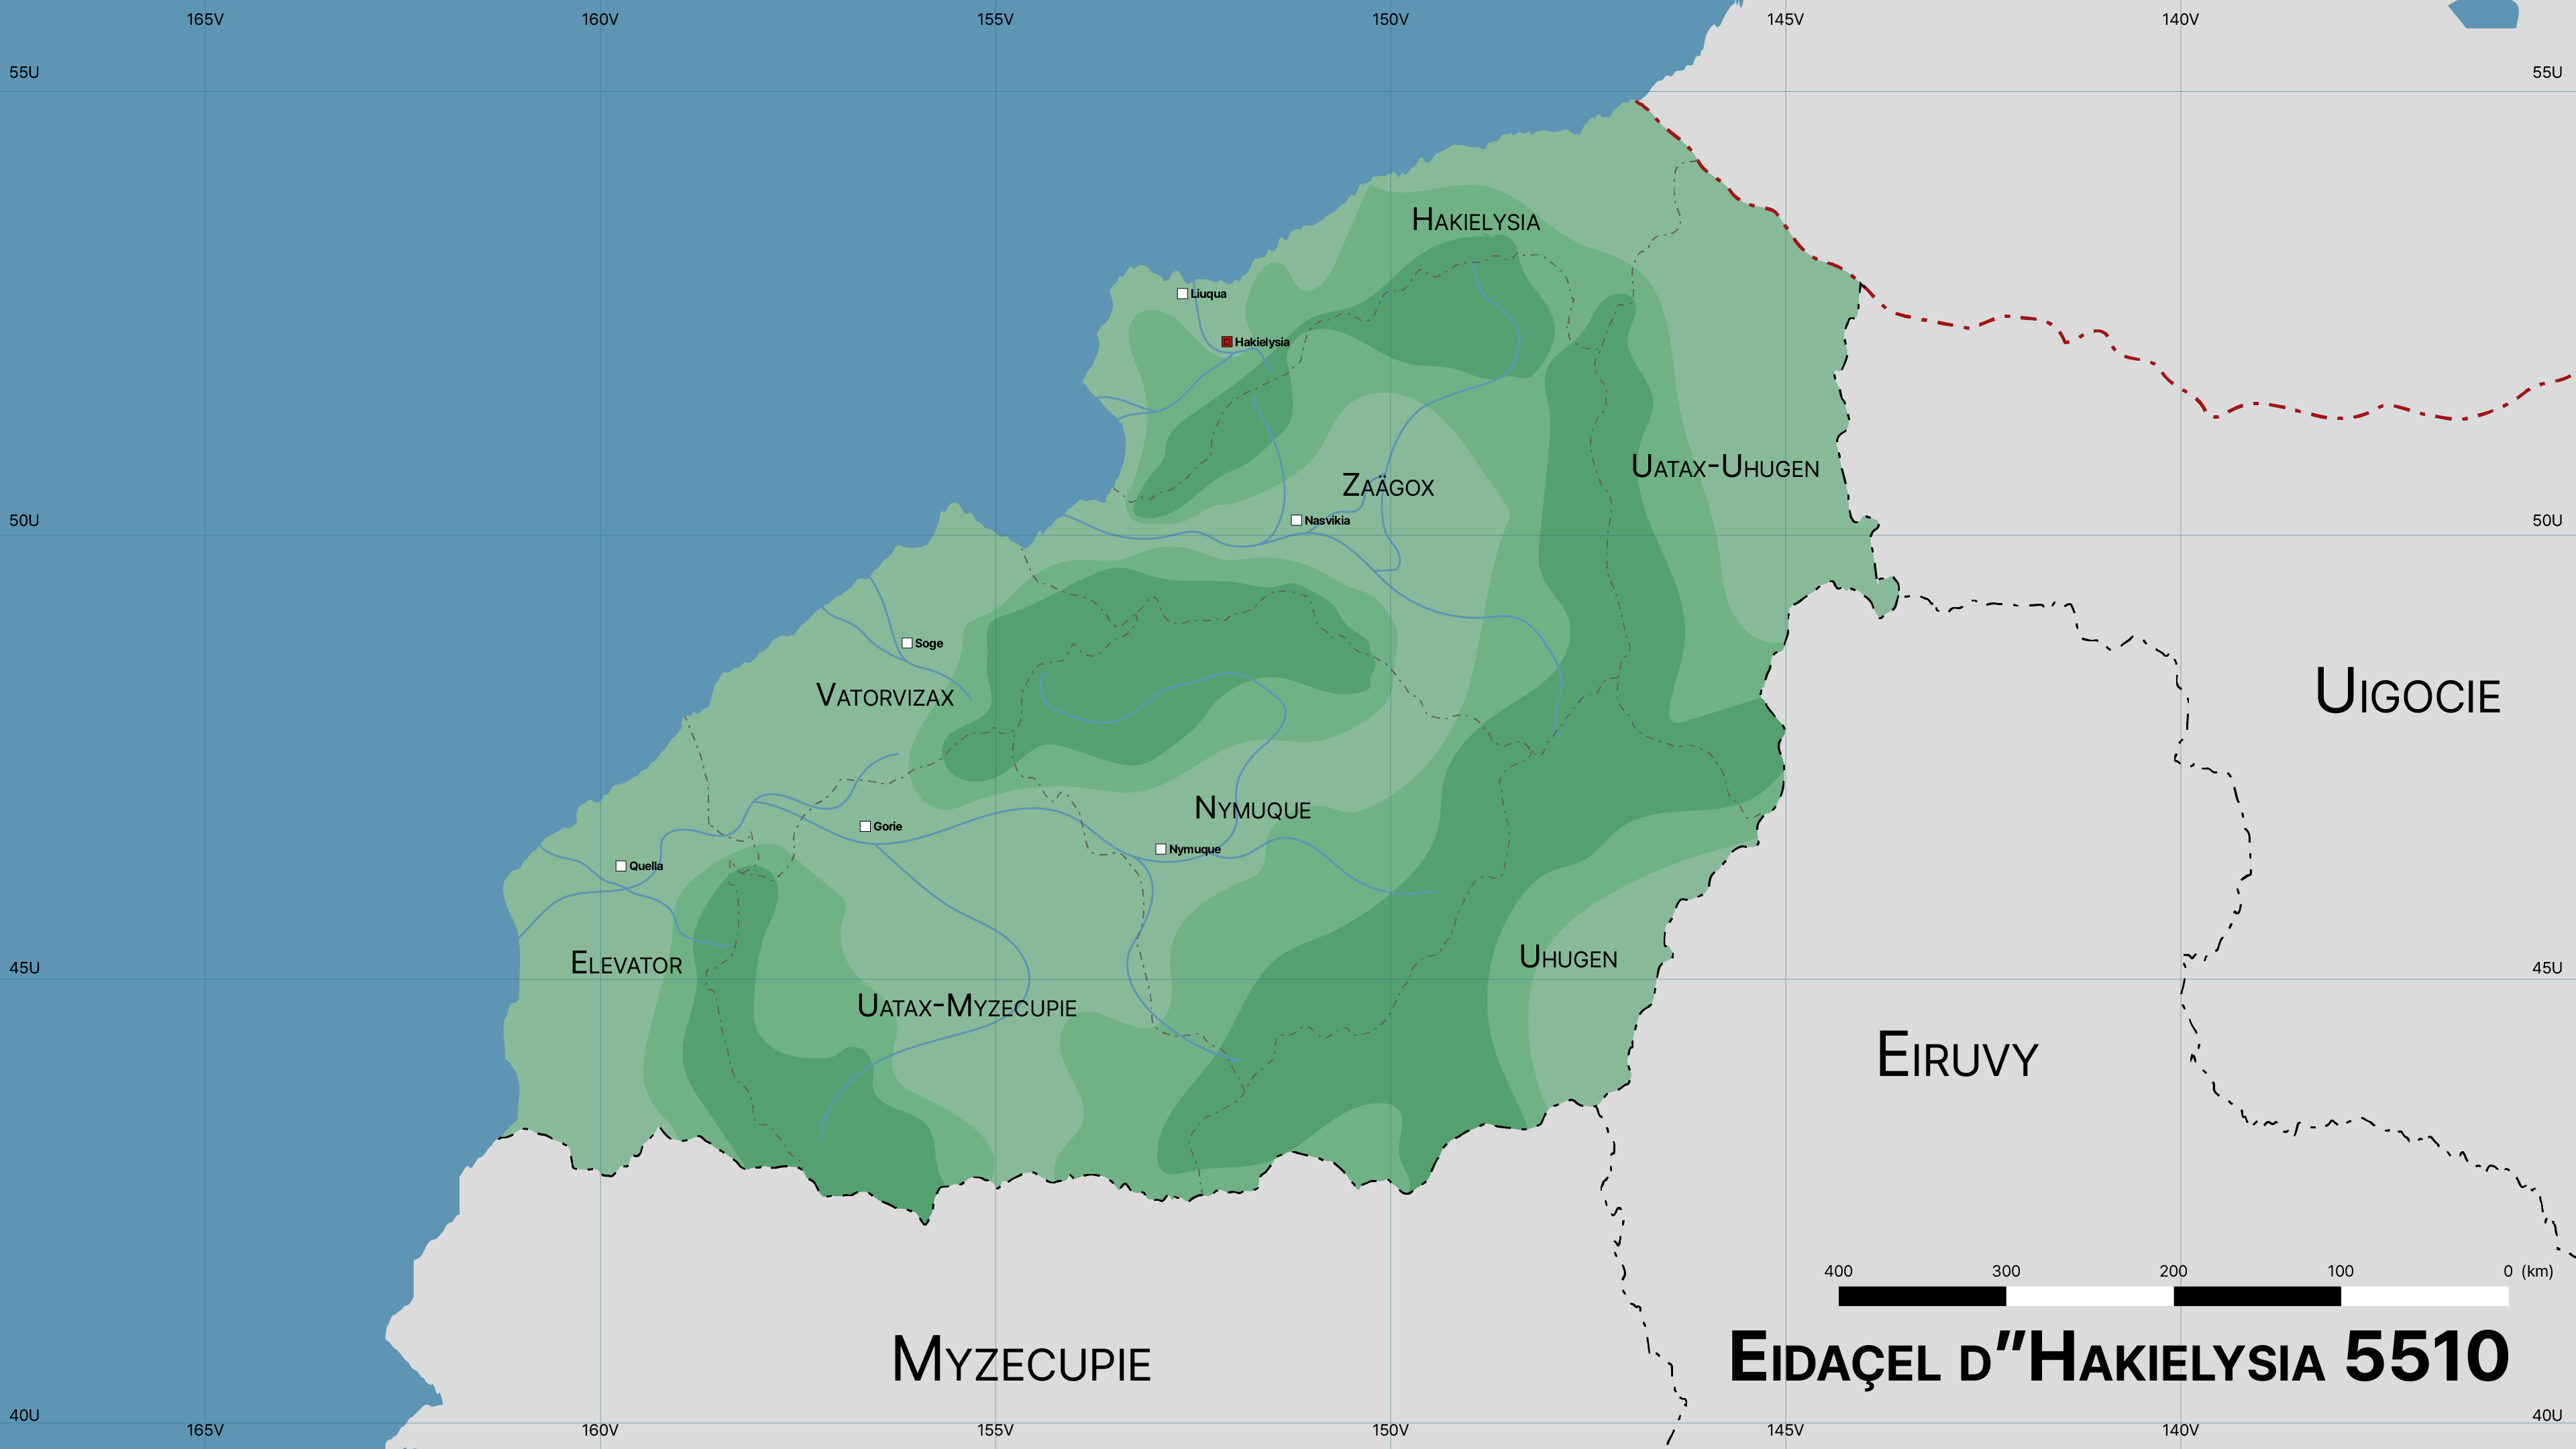 165V 160V 155V 150V 145V 140V
55U 55U
Hakielysia
Liuqua
Hakielysia
Uatax-Uhugen
Zaägox
Nasvikia
50U 50U
Soge
Vatorvizax
Uigocie
Nymuque
Gorie
Nymuque
Quella
Elevator
Uhugen
45U 45U
Uatax-Myzecupie
Eiruvy
400 300 200 100 0 (km)
Myzecupie
Eidaçel d”Hakielysia 5510
40U 40U
165V 160V 155V 150V 145V 140V